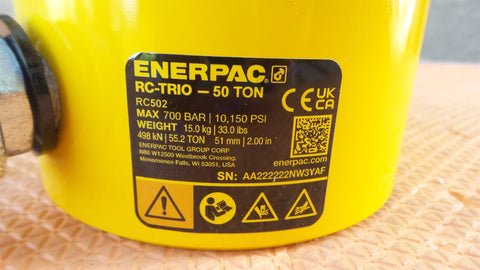 ENERPAC.
RC-TRIO – 50 TON
RC502
MAX 700 BAR | 10,150 PSI
WEIGHT 15.0 kg | 33.0 lbs
498 kN | 55.2 TON 51 mm | 2.00 in
ENERPAC TOOL GROUP CORP
N86 W12500 Westbrook Crossing,
Menomonee Falls, WI 53051, USA
CE UK CA
enerpac.com
SN: AA222222NW3YAF